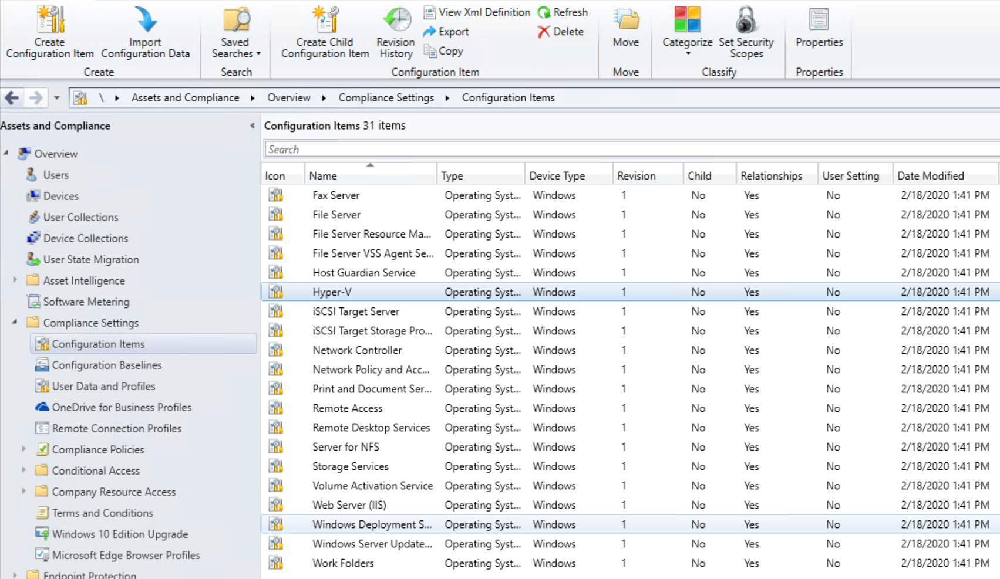 Create
Configuration Item
Import
Configuration Data
Create
Saved
Searches
Search
Create Child
Configuration Item
Revision
History
View Xml Definition
Export
Copy
Refresh
Delete
Configuration Item
Move
Move
Categorize
Set Security
Scopes
Classify
Properties
Properties
\ Assets and Compliance Overview Compliance Settings Configuration Items
Assets and Compliance
Overview
Users
Devices
User Collections
Device Collections
User State Migration
Asset Intelligence
Software Metering
Compliance Settings
Configuration Items
Configuration Baselines
User Data and Profiles
OneDrive for Business Profiles
Remote Connection Profiles
Compliance Policies
Conditional Access
Company Resource Access
Terms and Conditions
Windows 10 Edition Upgrade
Microsoft Edge Browser Profiles
Endpoint Protection
Configuration Items 31 items
Search
Icon Name Type Device Type Revision Child Relationships User Setting Date Modified
Fax Server Operating Syst... Windows 1 No Yes No 2/18/2020 1:41 PM
File Server Operating Syst... Windows 1 No Yes No 2/18/2020 1:41 PM
File Server Resource Ma... Operating Syst... Windows 1 No Yes No 2/18/2020 1:41 PM
File Server VSS Agent Se... Operating Syst... Windows 1 No Yes No 2/18/2020 1:41 PM
Host Guardian Service Operating Syst... Windows 1 No Yes No 2/18/2020 1:41 PM
Hyper-V Operating Syst... Windows 1 No Yes No 2/18/2020 1:41 PM
iSCSI Target Server Operating Syst... Windows 1 No Yes No 2/18/2020 1:41 PM
iSCSI Target Storage Pro... Operating Syst... Windows 1 No Yes No 2/18/2020 1:41 PM
Network Controller Operating Syst... Windows 1 No Yes No 2/18/2020 1:41 PM
Network Policy and Acc... Operating Syst... Windows 1 No Yes No 2/18/2020 1:41 PM
Print and Document Ser... Operating Syst... Windows 1 No Yes No 2/18/2020 1:41 PM
Remote Access Operating Syst... Windows 1 No Yes No 2/18/2020 1:41 PM
Remote Desktop Services Operating Syst... Windows 1 No Yes No 2/18/2020 1:41 PM
Server for NFS Operating Syst... Windows 1 No Yes No 2/18/2020 1:41 PM
Storage Services Operating Syst... Windows 1 No Yes No 2/18/2020 1:41 PM
Volume Activation Service Operating Syst... Windows 1 No Yes No 2/18/2020 1:41 PM
Web Server (IIS) Operating Syst... Windows 1 No Yes No 2/18/2020 1:41 PM
Windows Deployment S... Operating Syst... Windows 1 No Yes No 2/18/2020 1:41 PM
Windows Server Update... Operating Syst... Windows 1 No Yes No 2/18/2020 1:41 PM
Work Folders Operating Syst... Windows 1 No Yes No 2/18/2020 1:41 PM